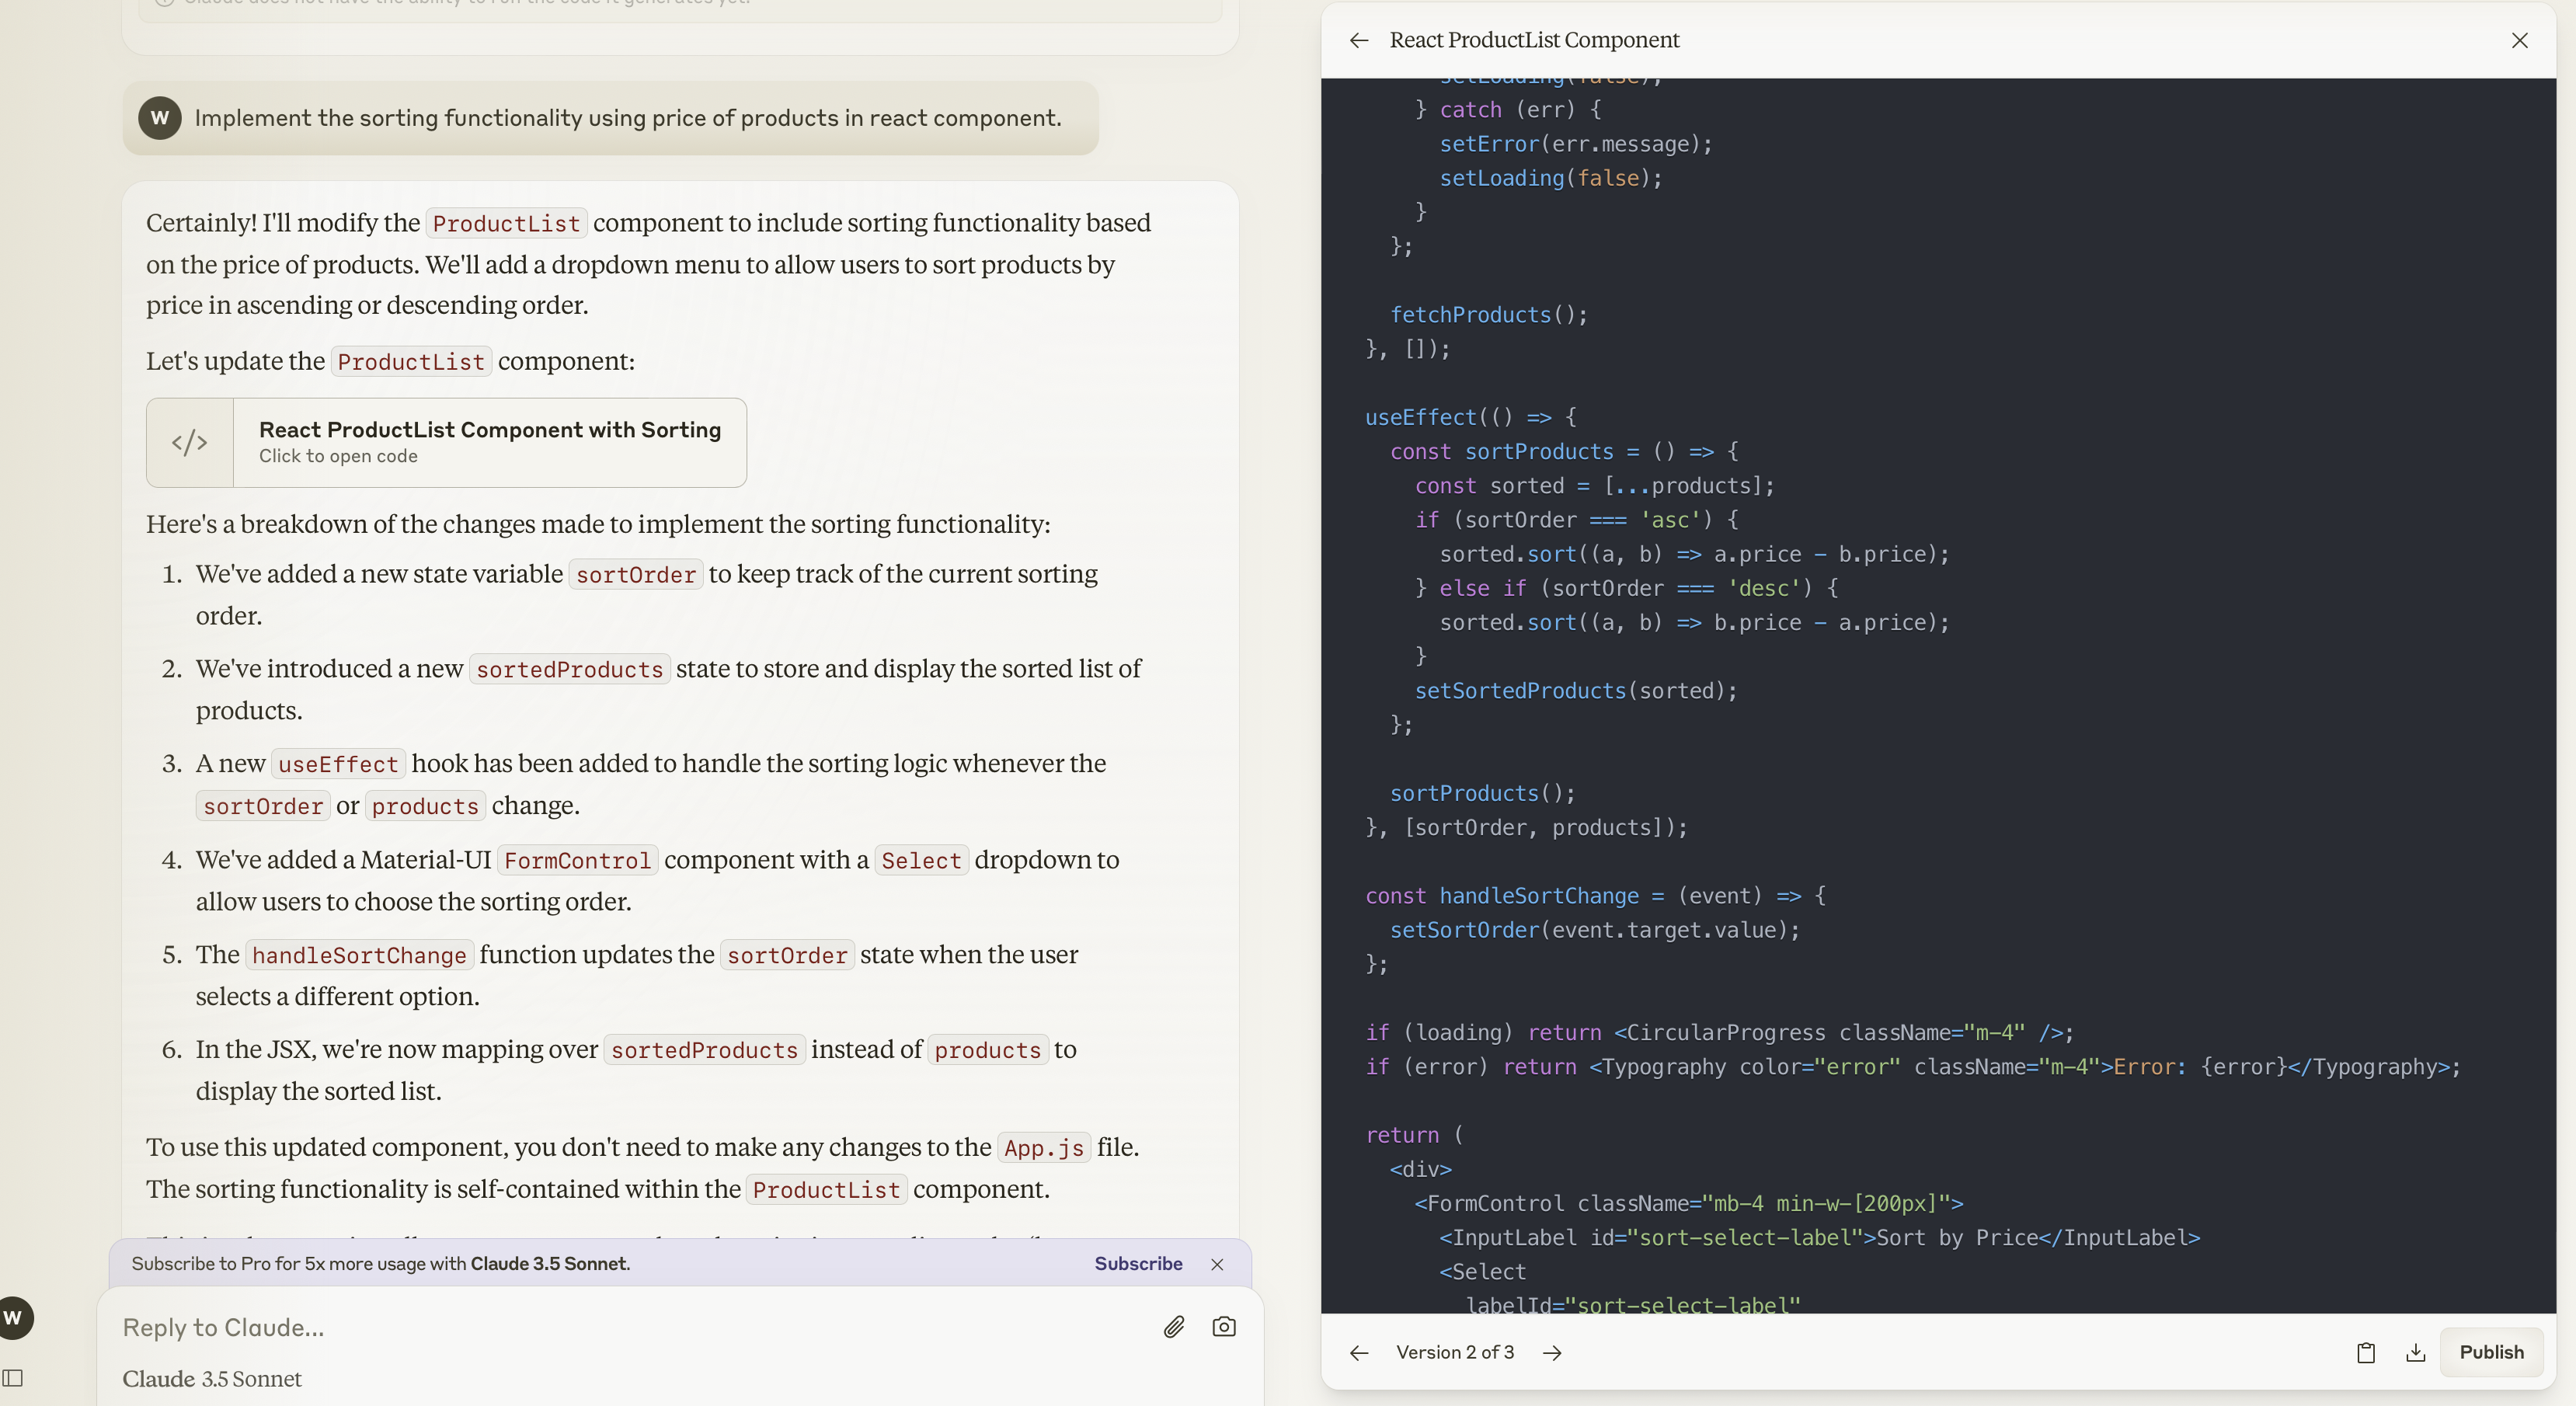 Claude does not have the ability to run the code it generates yet.
W
Implement the sorting functionality using price of products in react component.
Certainly! I'll modify the ProductList component to include sorting functionality based
on the price of products. We'll add a dropdown menu to allow users to sort products by
price in ascending or descending order.
Let's update the ProductList component:
</>
React ProductList Component with Sorting
Click to open code
Here's a breakdown of the changes made to implement the sorting functionality:
1. We've added a new state variable sortOrder to keep track of the current sorting
order.
2. We've introduced a new sortedProducts state to store and display the sorted list of
products.
3. A new useEffect hook has been added to handle the sorting logic whenever the
sortOrder or products change.
4. We've added a Material-UI FormControl component with a Select dropdown to
allow users to choose the sorting order.
5. The handleSortChange function updates the sortOrder state when the user
selects a different option.
6. In the JSX, we're now mapping over sortedProducts instead of products to
display the sorted list.
To use this updated component, you don't need to make any changes to the App.js file.
The sorting functionality is self-contained within the ProductList component.
Subscribe to Pro for 5x more usage with Claude 3.5 Sonnet.
Subscribe
W
Reply to Claude...
Claude 3.5 Sonnet
React ProductList Component
setLoading(false);
} catch (err) {
setError(err.message);
setLoading(false);
}
};
fetchProducts();
}, []);
useEffect(() => {
const sortProducts = () => {
const sorted = [...products];
if (sortOrder === 'asc') {
sorted.sort((a, b) => a.price - b.price);
} else if (sortOrder === 'desc') {
sorted.sort((a, b) => b.price - a.price);
}
setSortedProducts(sorted);
};
sortProducts();
}, [sortOrder, products]);
const handleSortChange = (event) => {
setSortOrder(event.target.value);
};
if (loading) return <CircularProgress className="m-4" />;
if (error) return <Typography color="error" className="m-4">Error: {error}</Typography>;
return (
<div>
<FormControl className="mb-4 min-w-[200px]">
<InputLabel id="sort-select-label">Sort by Price</InputLabel>
<Select
labelId="sort-select-label"
Version 2 of 3
Publish